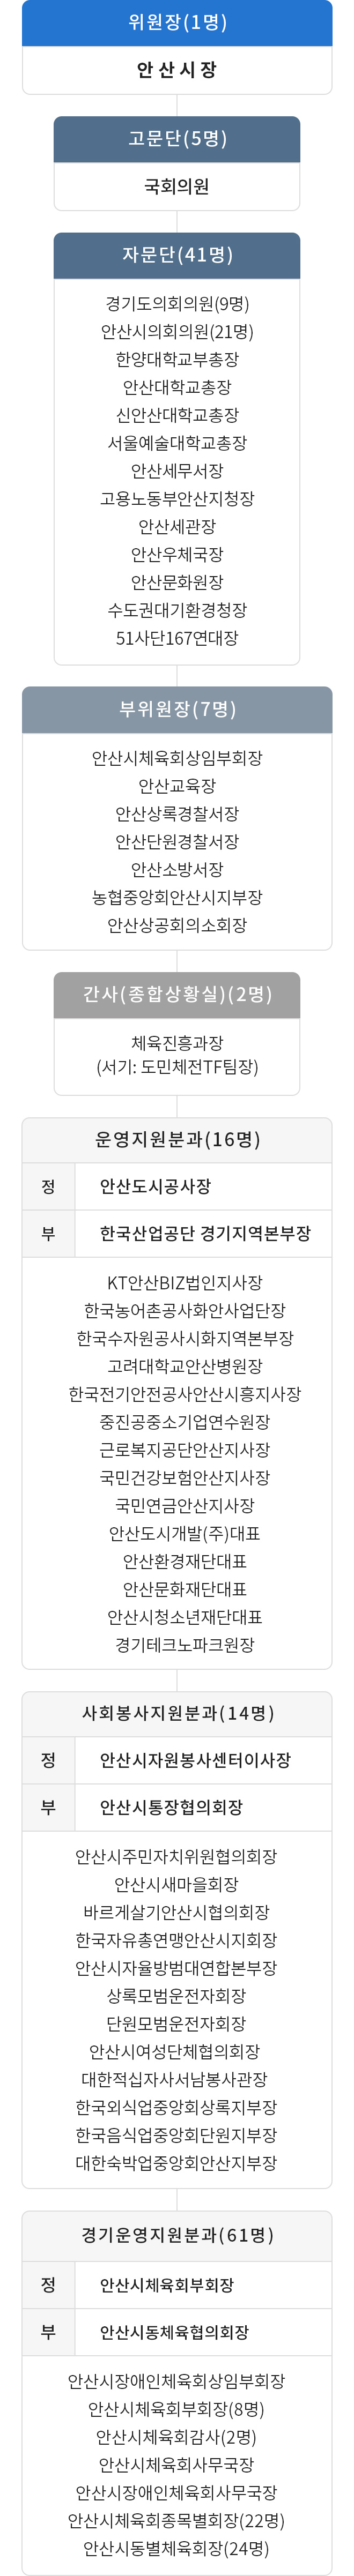 위원장(1명)
안산시장
고문단(5명)
국회의원
자문단(41명)
경기도의회의원(9명)
안산시의회의원(21명)
한양대학교부총장
안산대학교총장
신안산대학교총장
서울예술대학교총장
안산세무서장
고용노동부안산지청장
안산세관장
안산우체국장
안산문화원장
수도권대기환경청장
51사단167연대장
부위원장(7명)
안산시체육회상임부회장
안산교육장
안산상록경찰서장
안산단원경찰서장
안산소방서장
농협중앙회안산시지부장
안산상공회의소회장
간사(종합상황실)(2명)
체육진흥과장
(서기: 도민체전TF팀장)
운영지원분과(16명)
정 안산도시공사장
부 한국산업공단 경기지역본부장
KT안산BIZ법인지사장
한국농어촌공사화안사업단장
한국수자원공사시화지역본부장
고려대학교안산병원장
한국전기안전공사안산시흥지사장
중진공중소기업연수원장
근로복지공단안산지사장
국민건강보험안산지사장
국민연금안산지사장
안산도시개발(주)대표
안산환경재단대표
안산문화재단대표
안산시청소년재단대표
경기테크노파크원장
사회봉사지원분과(14명)
정 안산시자원봉사센터이사장
부 안산시통장협의회장
안산시주민자치위원협의회장
안산시새마을회장
바르게살기안산시협의회장
한국자유총연맹안산시지회장
안산시자율방범대연합본부장
상록모범운전자회장
단원모범운전자회장
안산시여성단체협의회장
대한적십자사서남봉사관장
한국외식업중앙회상록지부장
한국음식업중앙회단원지부장
대한숙박업중앙회안산지부장
경기운영지원분과(61명)
정 안산시체육회부회장
부 안산시동체육협의회장
안산시장애인체육회상임부회장
안산시체육회부회장(8명)
안산시체육회감사(2명)
안산시체육회사무국장
안산시장애인체육회사무국장
안산시체육회종목별회장(22명)
안산시동별체육회장(24명)